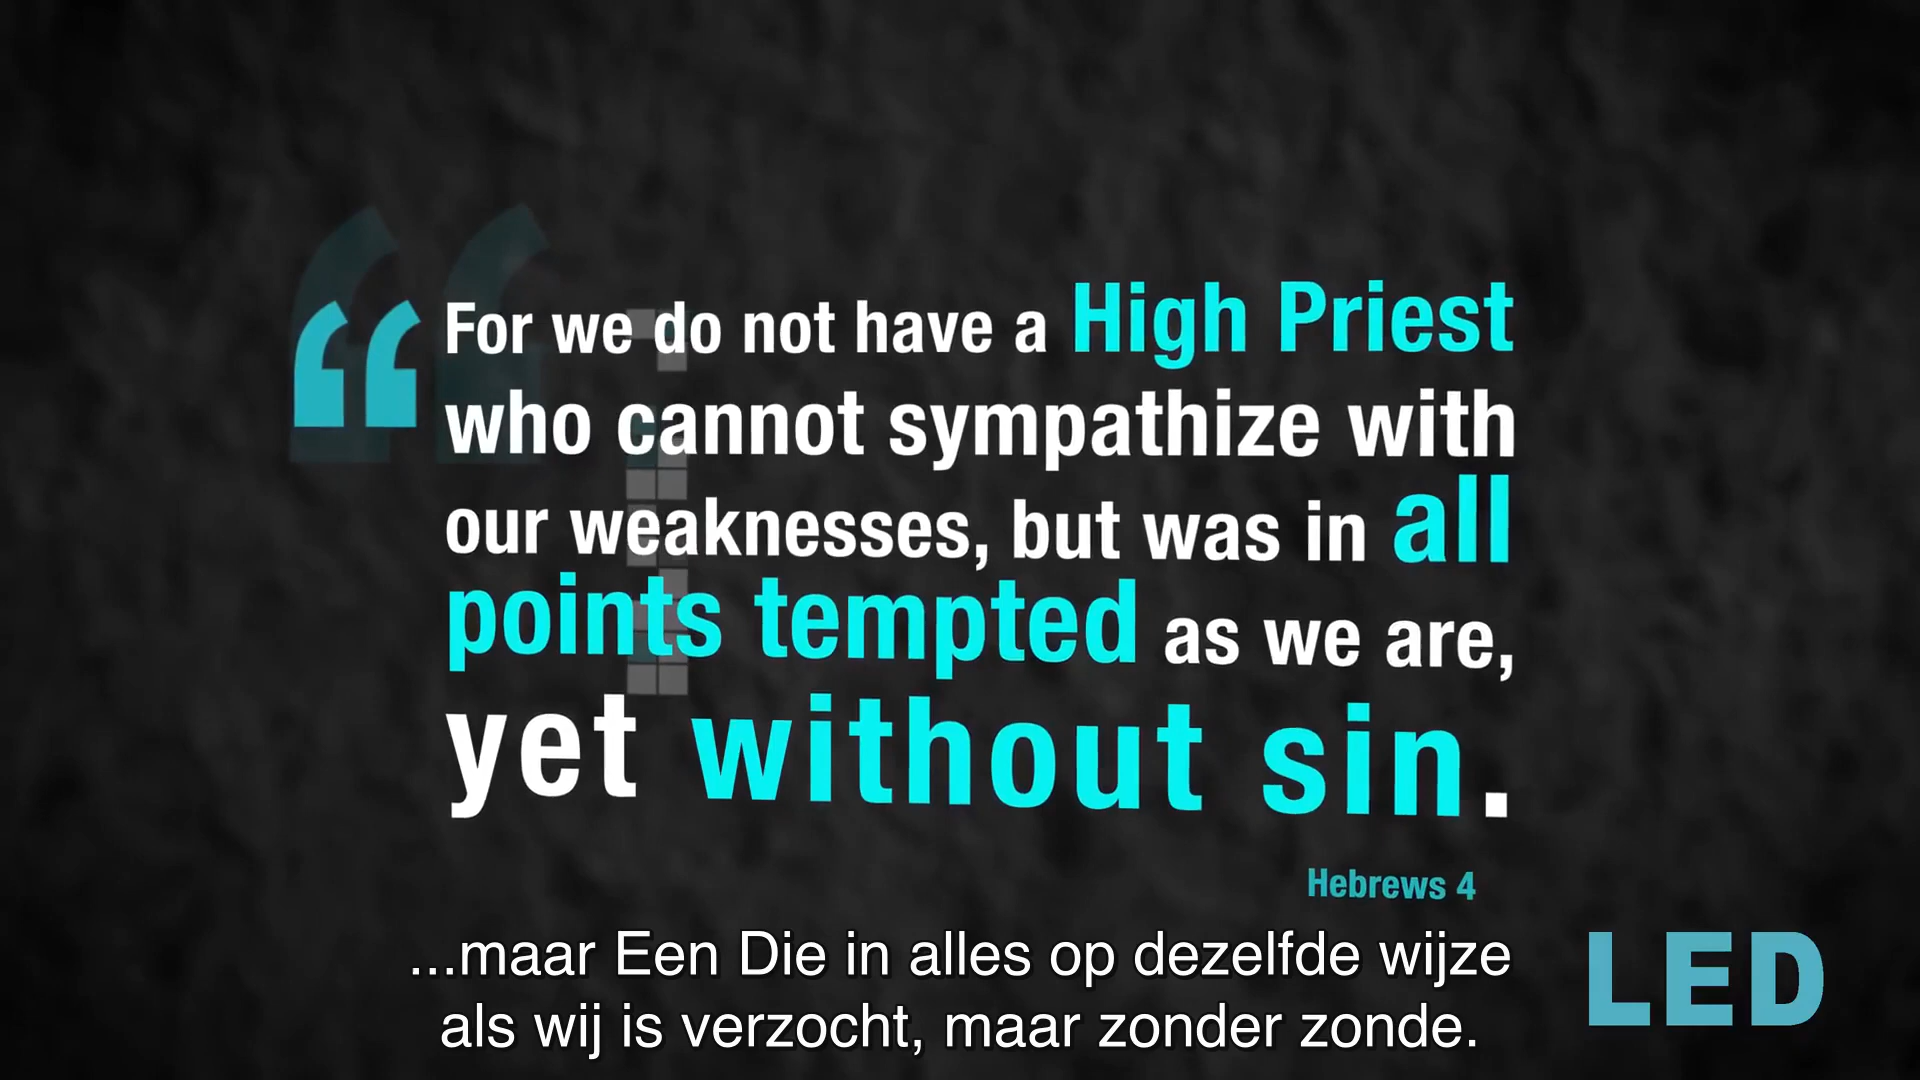 “For we do not have a High Priest
who cannot sympathize with
our weaknesses, but was in all
points tempted as we are,
yet without sin.
Hebrews 4
...maar Een Die in alles op dezelfde wijze
als wij is verzocht, maar zonder zonde.
LED